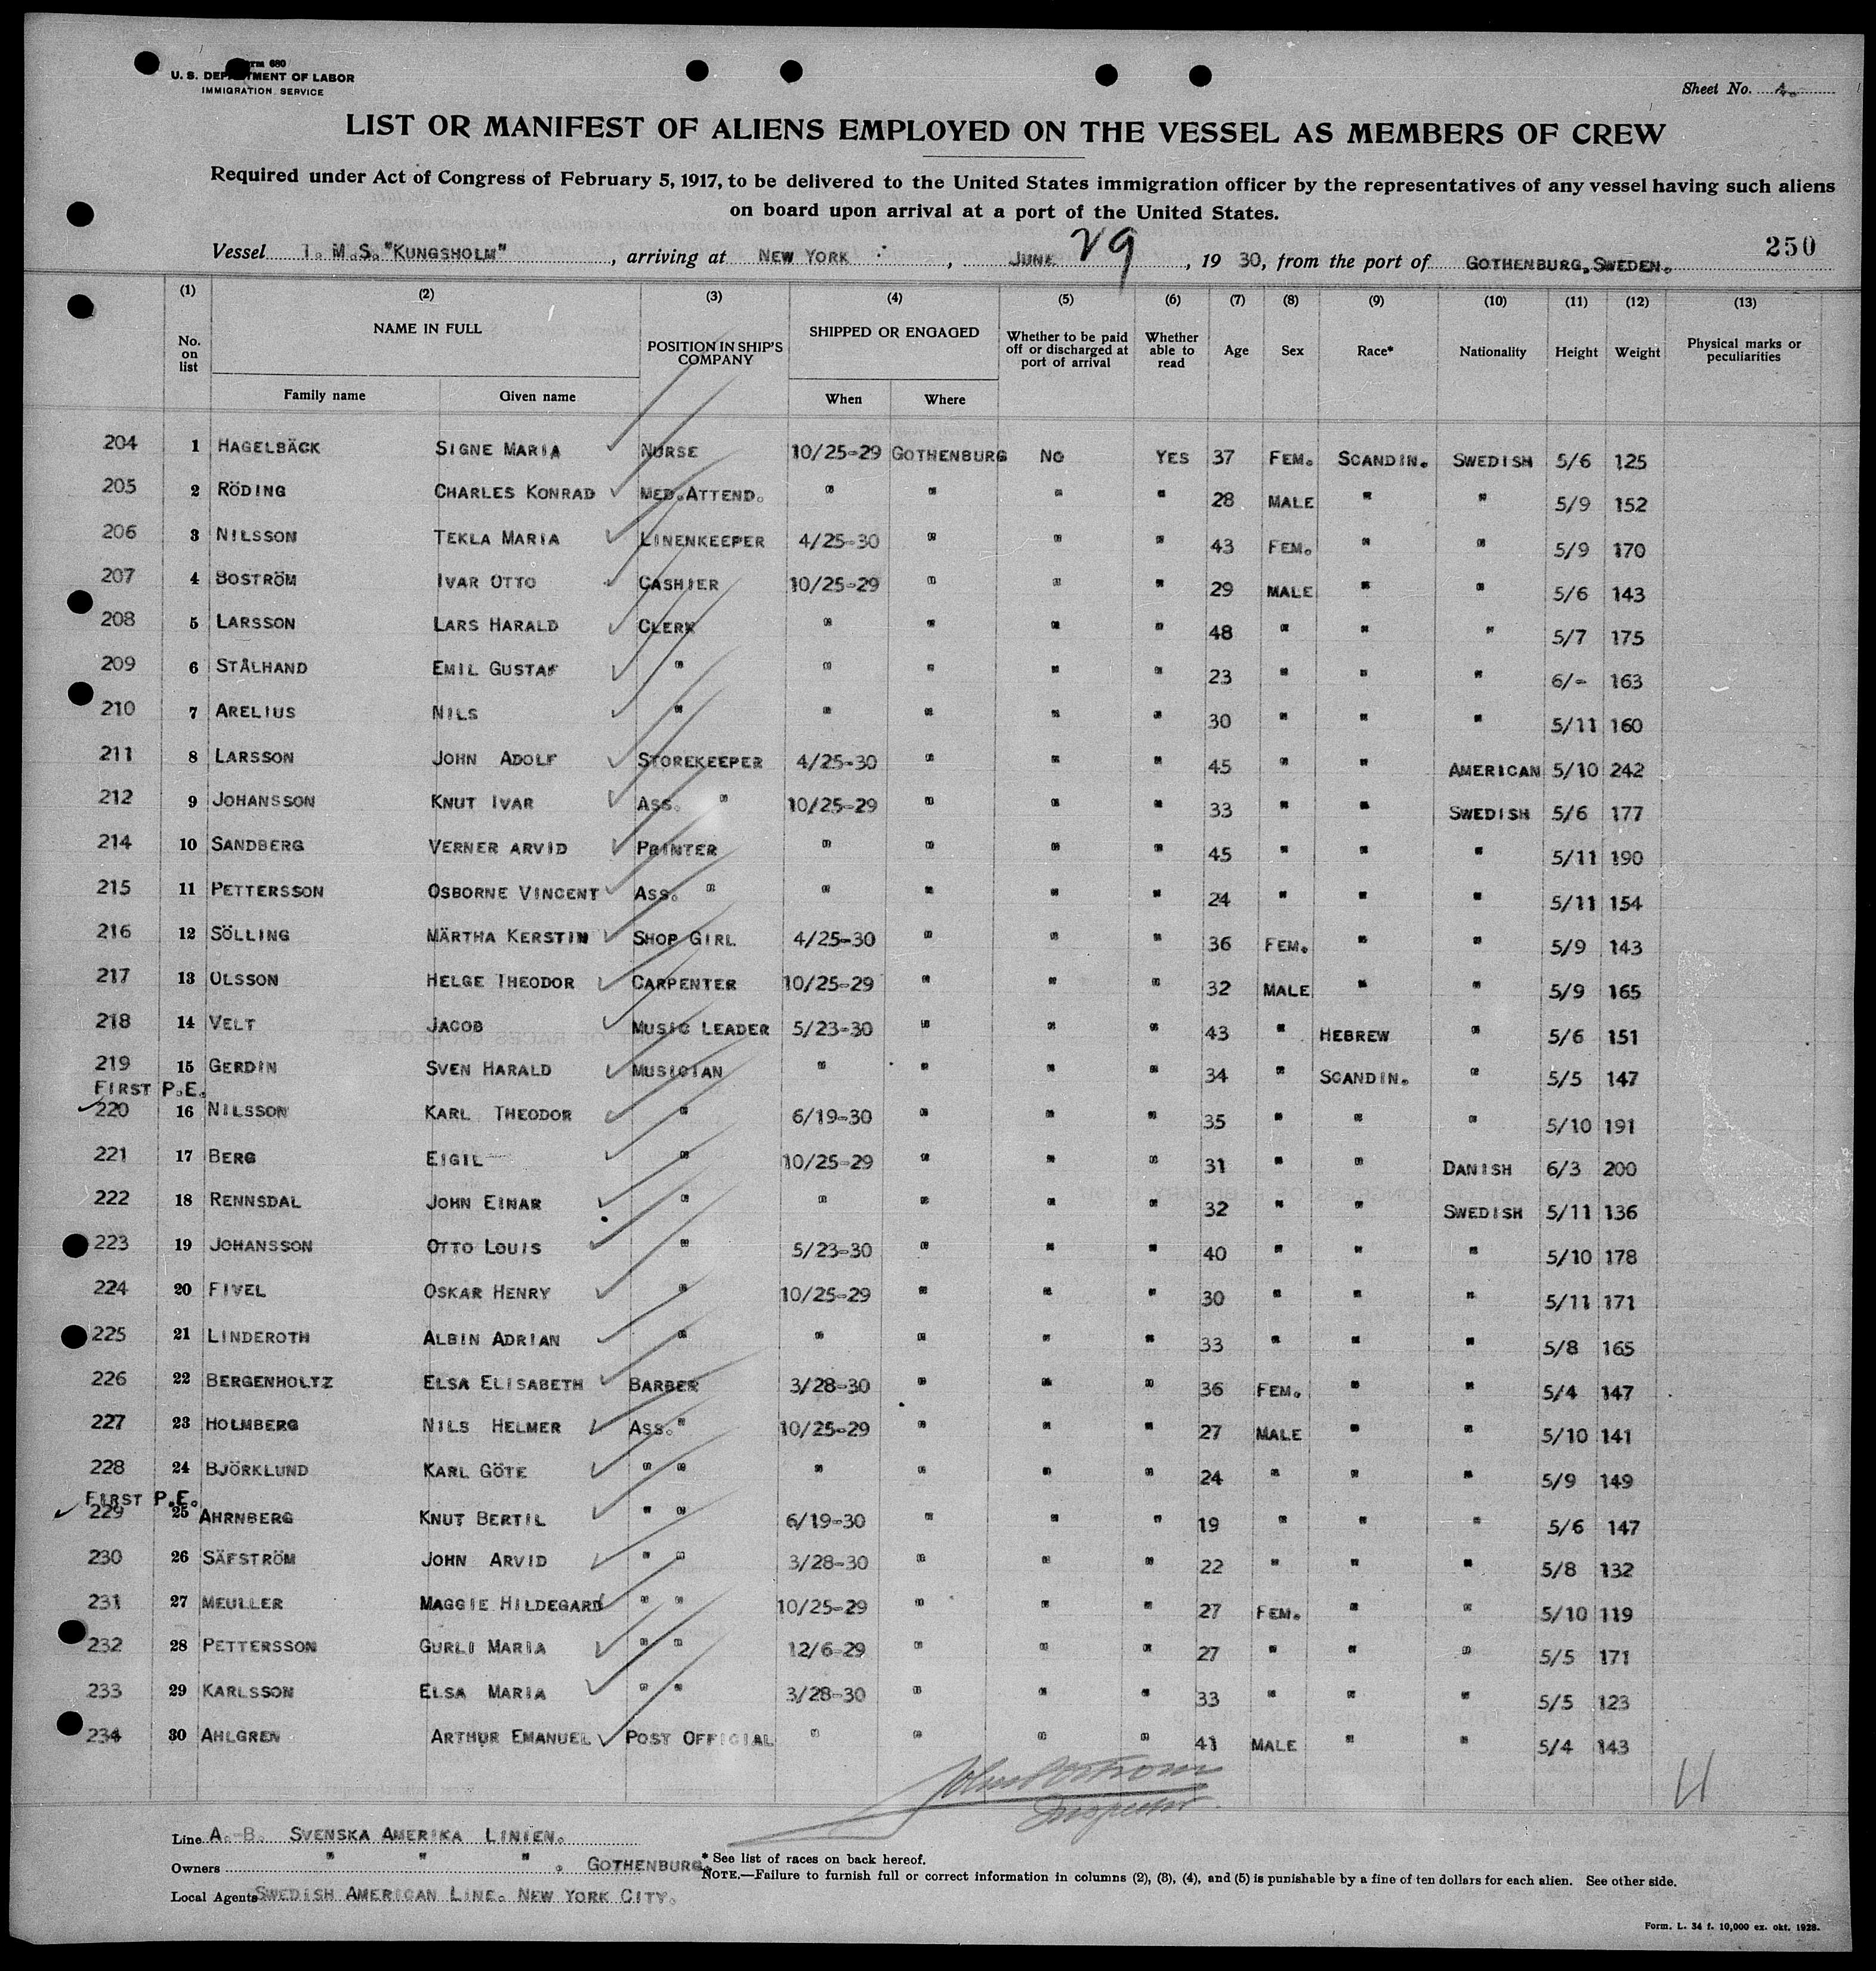 Form 680
U. S. DEPARTMENT OF LABOR
IMMIGRATION SERVICE
Sheet No.
LIST OR MANIFEST OF ALIENS EMPLOYED ON THE VESSEL AS MEMBERS OF CREW
Required under Act of Congress of February 5, 1917, to be delivered to the United States immigration officer by the representatives of any vessel having such aliens
on board upon arrival at a port of the United States.
250
Vessel T. M.S. "KUNGSHOLM", arriving at NEW YORK, JUNE 29, 19 30, from the port of GOTHENBURG, SWEDEN.
(1) (2) (3) (4) (5) (6) (7) (8) (9) (10) (11) (12) (13)
No. on list NAME IN FULL POSITION IN SHIP'S COMPANY SHIPPED OR ENGAGED Whether to be paid off or discharged at port of arrival Whether able to read Age Sex Race* Nationality Height Weight Physical marks or peculiarities
Family name Given name When Where
204 1 HAGELBÄCK SIGNE MARIA NURSE 10/25-29 GOTHENBURG NO YES 37 FEM. SCANDIN. SWEDISH 5/6 125
205 2 RÖDING CHARLES KONRAD MED.ATTEND. " " " " 28 MALE " " 5/9 152
206 3 NILSSON TEKLA MARIA LINENKEEPER 4/25-30 " " " 43 FEM. " " 5/9 170
207 4 BOSTRÖM IVAR OTTO CASHIER 10/25-29 " " " 29 MALE " " 5/6 143
208 5 LARSSON LARS HARALD CLERK " " " " 48 " " " 5/7 175
209 6 STÅLHAND EMIL GUSTAF " " " " " 23 " " " 6/- 163
210 7 ARELIUS NILS " " " " " 30 " " " 5/11 160
211 8 LARSSON JOHN ADOLF STOREKEEPER 4/25-30 " " " 45 " " AMERICAN 5/10 242
212 9 JOHANSSON KNUT IVAR ASS. " 10/25-29 " " " 33 " " SWEDISH 5/6 177
214 10 SANDBERG VERNER ARVID PRINTER " " " " 45 " " " 5/11 190
215 11 PETTERSSON OSBORNE VINCENT ASS. " " " " " 24 " " " 5/11 154
216 12 SÖLLING MÄRTHA KERSTIN SHOP GIRL 4/25-30 " " " 36 FEM. " " 5/9 143
217 13 OLSSON HELGE THEODOR CARPENTER 10/25-29 " " " 32 MALE " " 5/9 165
218 14 VELT JACOB MUSIC LEADER 5/23-30 " " " 43 " HEBREW " 5/6 151
219 15 GERDIN SVEN HARALD MUSICIAN " " " " 34 " SCANDIN. " 5/5 147
FIRST P.E.
220 16 NILSSON KARL THEODOR " 6/19-30 " " " 35 " " " 5/10 191
221 17 BERG EIGIL " 10/25-29 " " " 31 " " DANISH 6/3 200
222 18 RENNSDAL JOHN EINAR " " " " " 32 " " SWEDISH 5/11 136
223 19 JOHANSSON OTTO LOUIS " 5/23-30 " " " 40 " " " 5/10 178
224 20 FIVEL OSKAR HENRY " 10/25-29 " " " 30 " " " 5/11 171
225 21 LINDEROTH ALBIN ADRIAN " " " " " 33 " " " 5/8 165
226 22 BERGENHOLTZ ELSA ELISABETH BARBER 3/28-30 " " " 36 FEM. " " 5/4 147
227 23 HOLMBERG NILS HELMER ASS. " 10/25-29 " " " 27 MALE " " 5/10 141
228 24 BJÖRKLUND KARL GÖTE " " " " " " 24 " " " 5/9 149
FIRST P.E.
229 25 AHRNBERG KNUT BERTIL " " 6/19-30 " " " 19 " " " 5/6 147
230 26 SÄFSTRÖM JOHN ARVID " " 3/28-30 " " " 22 " " " 5/8 132
231 27 MEULLER MAGGIE HILDEGARD " " 10/25-29 " " " 27 FEM. " " 5/10 119
232 28 PETTERSSON GURLI MARIA " " 12/6-29 " " " 27 " " " 5/5 171
233 29 KARLSSON ELSA MARIA " " 3/28-30 " " " 33 " " " 5/5 123
234 30 AHLGREN ARTHUR EMANUEL POST OFFICIAL " " " " 41 MALE " " 5/4 143
Inspector
Line A.-B. SVENSKA AMERIKA LINIEN.
Owners " " " . GOTHENBURG.
Local Agents SWEDISH AMERICAN LINE. NEW YORK CITY.
* See list of races on back hereof.
NOTE.—Failure to furnish full or correct information in columns (2), (3), (4), and (5) is punishable by a fine of ten dollars for each alien. See other side.
Form. L. 34 f. 10,000 ex. okt. 1928.